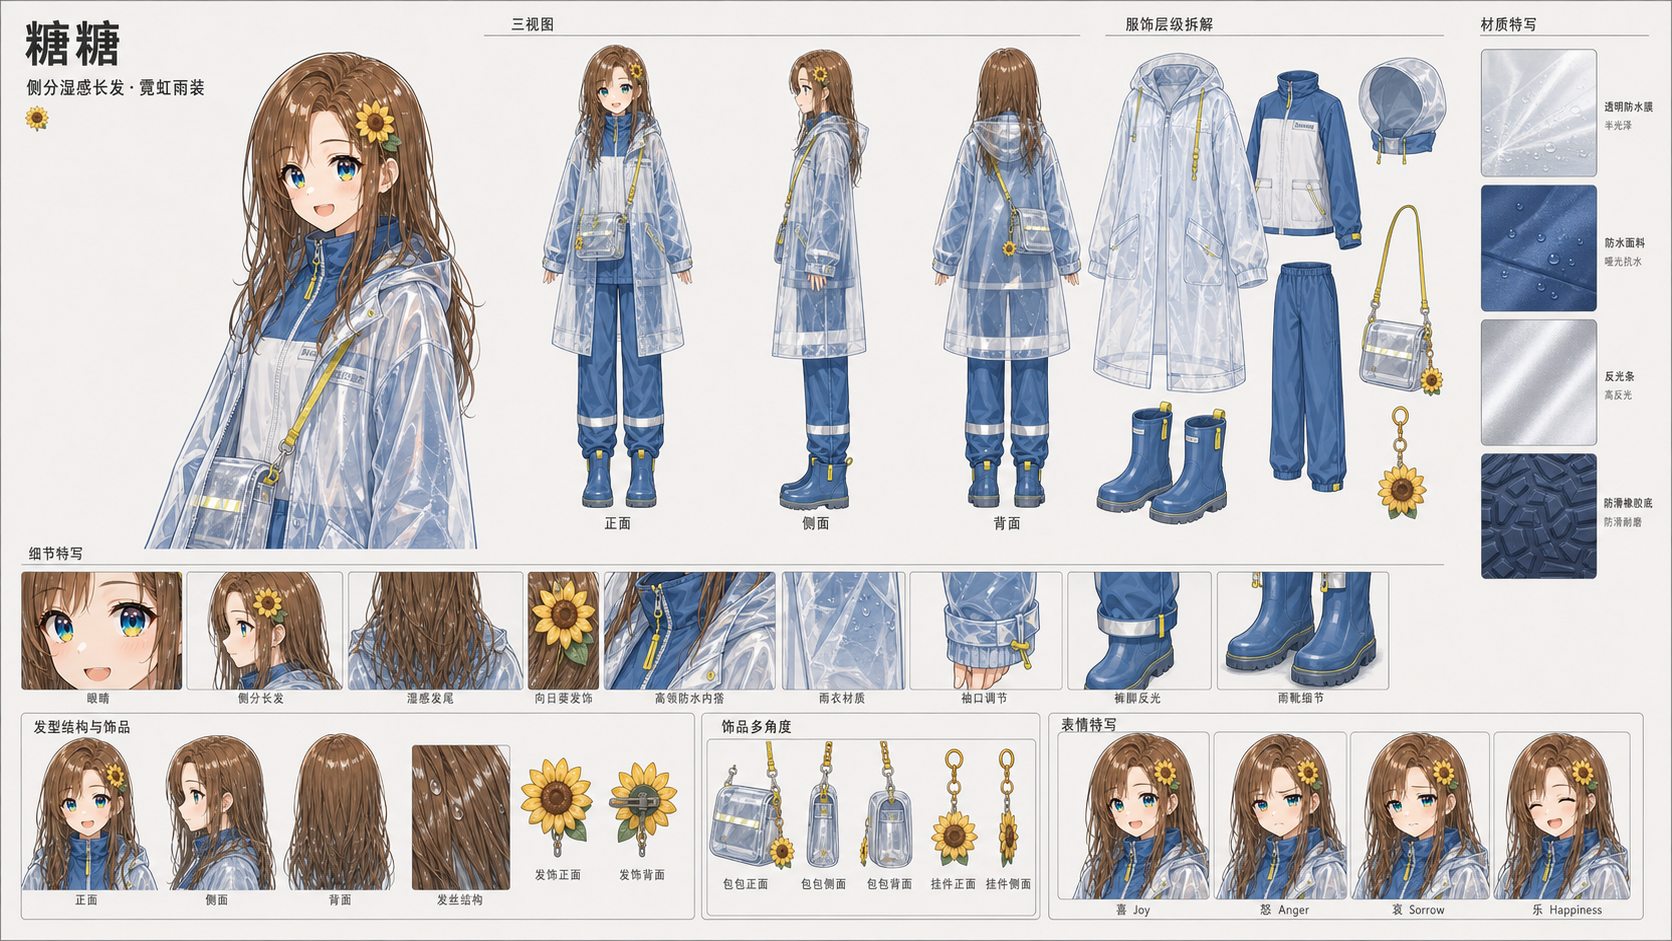 糖糖
侧分湿感长发·霓虹雨装
三视图
正面
侧面
背面
服饰层级拆解
材质特写
透明防水膜
半光泽
防水面料
哑光抗水
反光条
高反光
防滑橡胶底
防滑耐磨
细节特写
眼睛
侧分长发
湿感发尾
向日葵发饰
高领防水内搭
雨衣材质
袖口调节
裤脚反光
雨靴细节
发型结构与饰品
正面
侧面
背面
发丝结构
发饰正面
发饰背面
饰品多角度
包包正面
包包侧面
包包背面
挂件正面
挂件侧面
表情特写
喜 Joy
怒 Anger
哀 Sorrow
乐 Happiness